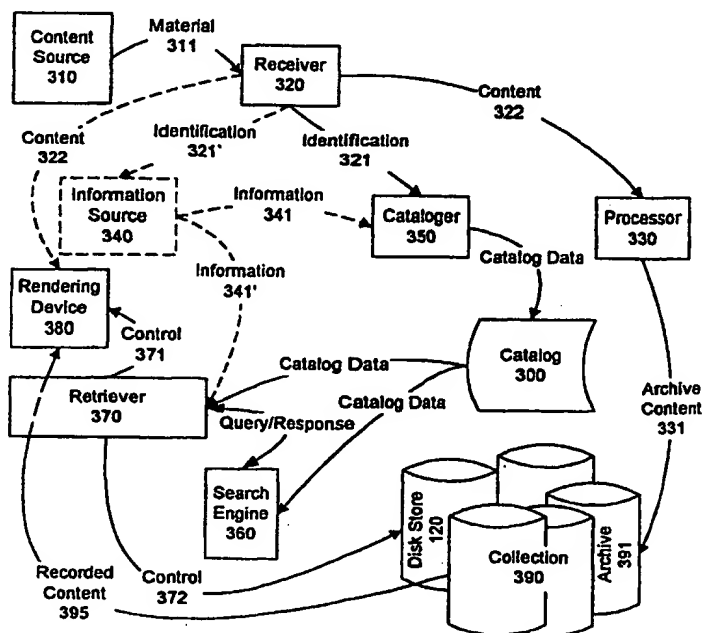 Content
Source
310
Material
311
Receiver
320
Content
322
Content
322
Identification
321'
Identification
321
Information
Source
340
Information
341
Cataloger
350
Processor
330
Information
341'
Catalog Data
Rendering
Device
380
Control
371
Catalog
300
Catalog Data
Archive
Content
331
Retriever
370
Catalog Data
Query/Response
Search
Engine
360
Disk Store
120
Collection
390
Archive
391
Recorded
Content
395
Control
372